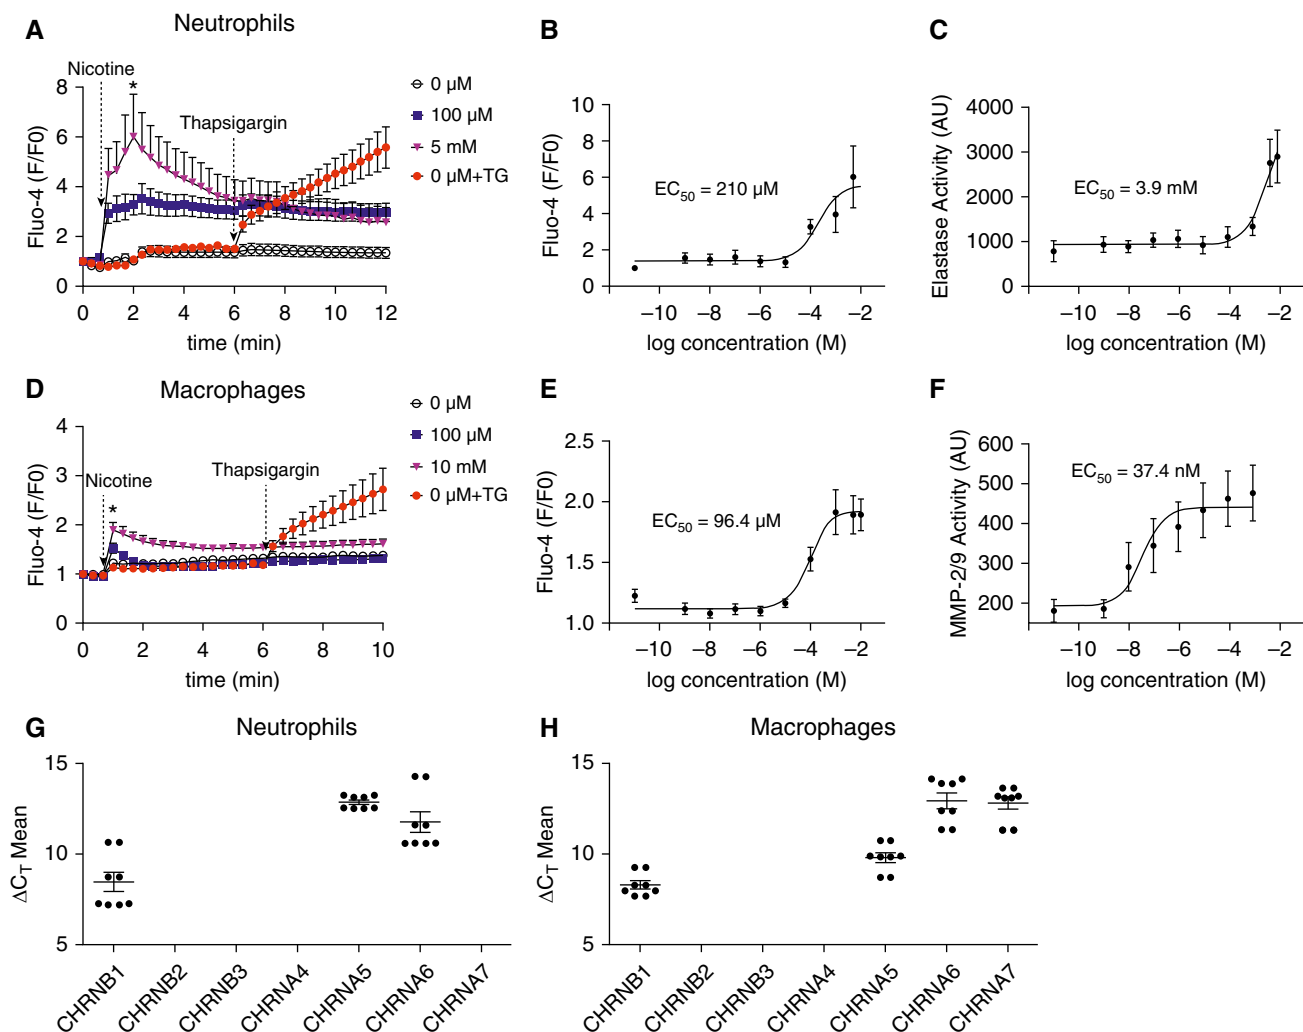 A
Neutrophils
Nicotine
*
Thapsigargin
0 µM
100 µM
5 mM
0 µM+TG
Fluo-4 (F/F0)
8
6
4
2
0
0 2 4 6 8 10 12
time (min)
B
Fluo-4 (F/F0)
10
8
6
4
2
0
EC50 = 210 µM
−10 −8 −6 −4 −2
log concentration (M)
C
Elastase Activity (AU)
4000
3000
2000
1000
0
EC50 = 3.9 mM
−10 −8 −6 −4 −2
log concentration (M)
D
Macrophages
Nicotine
*
Thapsigargin
0 µM
100 µM
10 mM
0 µM+TG
Fluo-4 (F/F0)
4
3
2
1
0
0 2 4 6 8 10
time (min)
E
Fluo-4 (F/F0)
2.5
2.0
1.5
1.0
EC50 = 96.4 µM
−10 −8 −6 −4 −2
log concentration (M)
F
MMP-2/9 Activity (AU)
600
500
400
300
200
EC50 = 37.4 nM
−10 −8 −6 −4 −2
log concentration (M)
G
Neutrophils
ΔCT Mean
15
10
5
CHRNB1
CHRNB2
CHRNB3
CHRNA4
CHRNA5
CHRNA6
CHRNA7
H
Macrophages
ΔCT Mean
15
10
5
CHRNB1
CHRNB2
CHRNB3
CHRNA4
CHRNA5
CHRNA6
CHRNA7